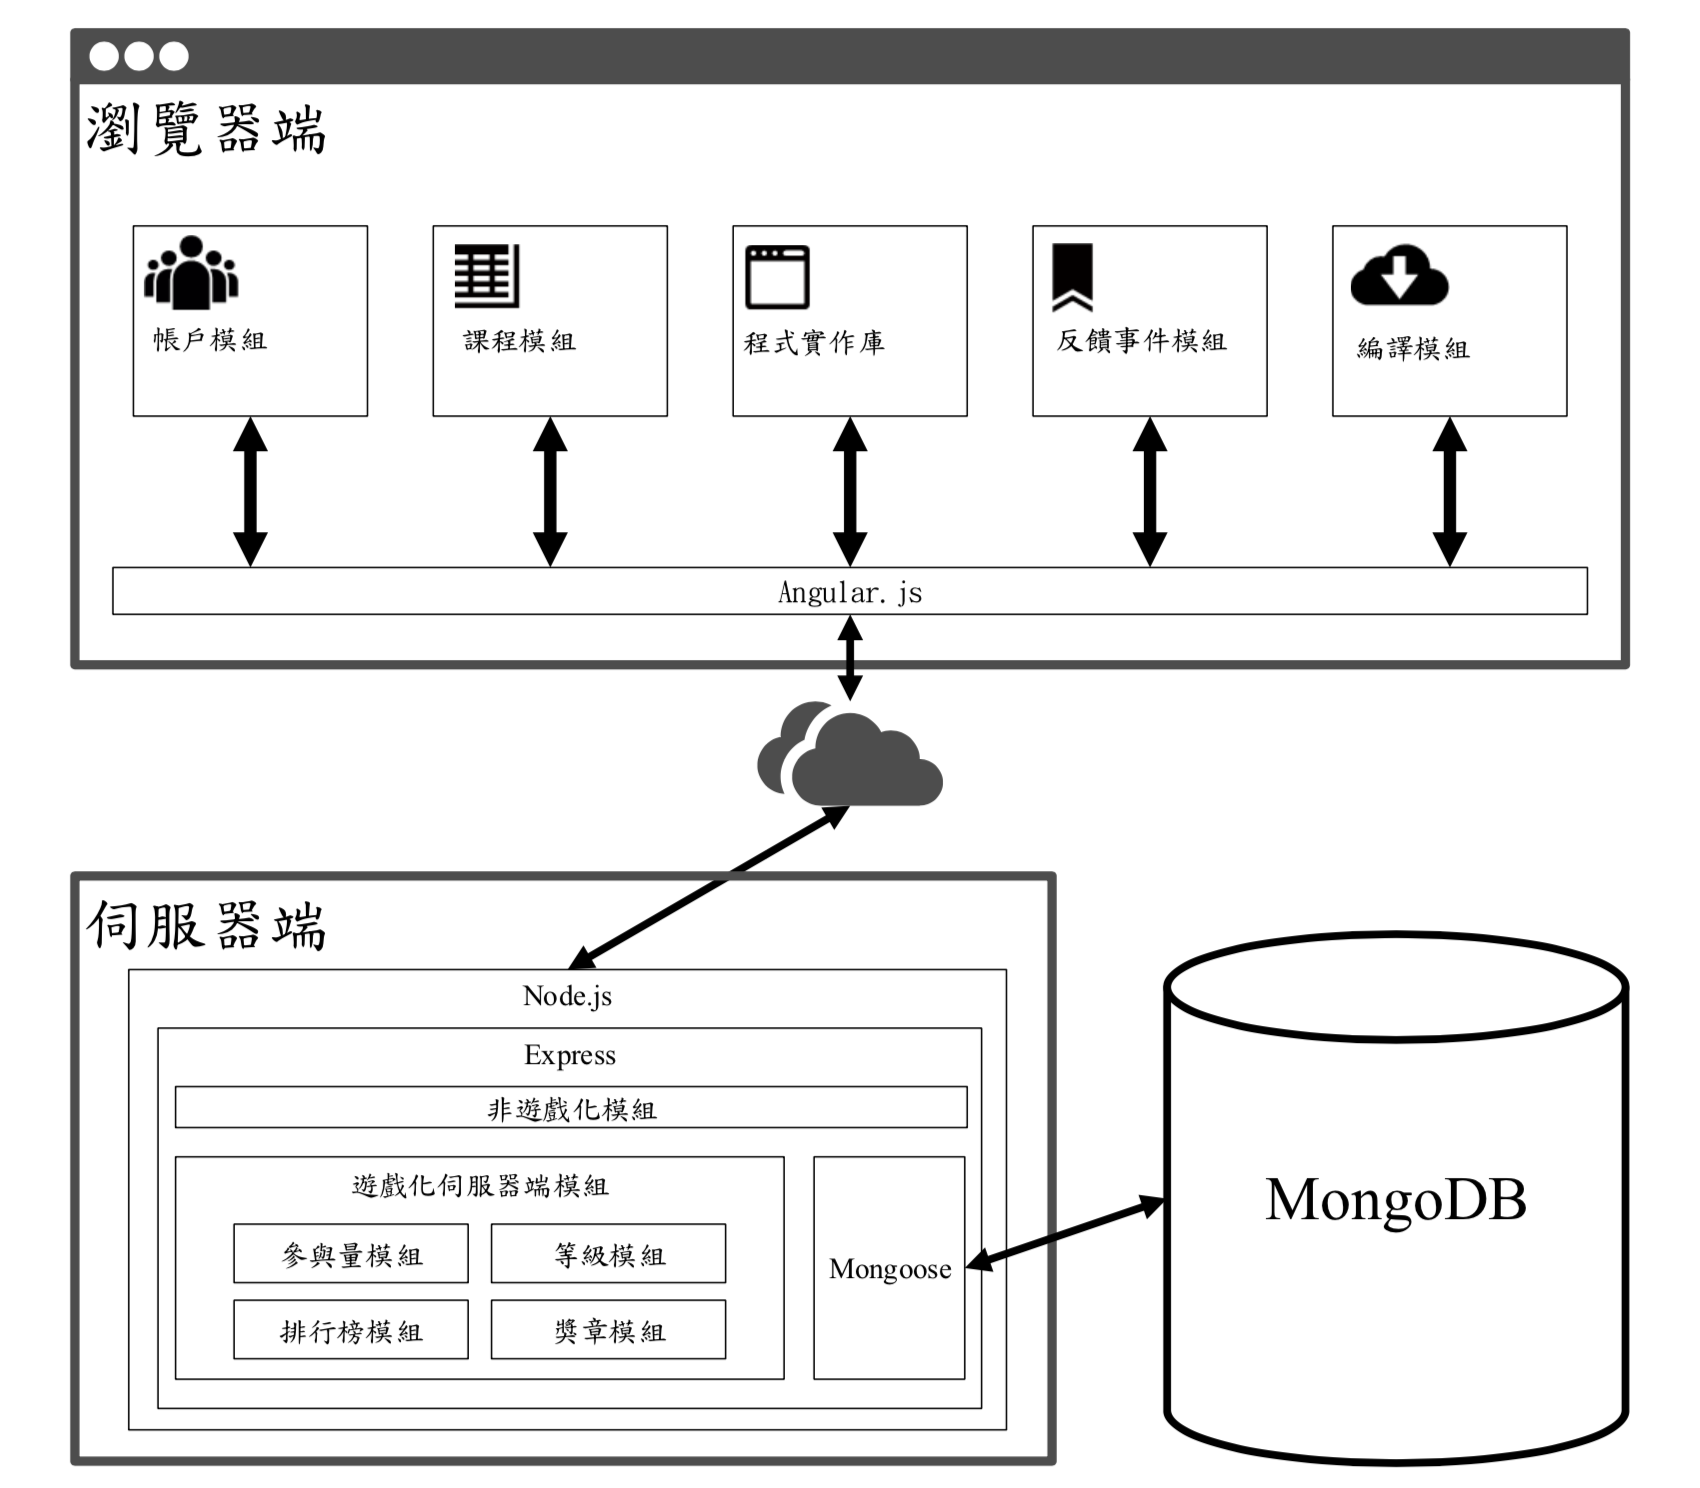 瀏覽器端
帳戶模組
課程模組
程式實作庫
反饋事件模組
編譯模組
Angular.js
伺服器端
Node.js
Express
非遊戲化模組
遊戲化伺服器端模組
參與量模組
等級模組
排行榜模組
獎章模組
Mongoose
MongoDB